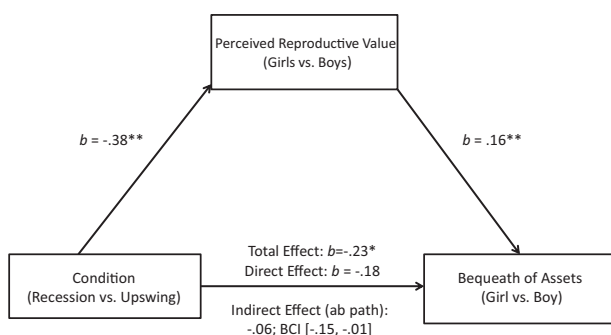 Perceived Reproductive Value
(Girls vs. Boys)
b = -.38**
b = .16**
Total Effect: b=-.23*
Direct Effect: b = -.18
Condition
(Recession vs. Upswing)
Bequeath of Assets
(Girl vs. Boy)
Indirect Effect (ab path):
-.06; BCI [-.15, -.01]